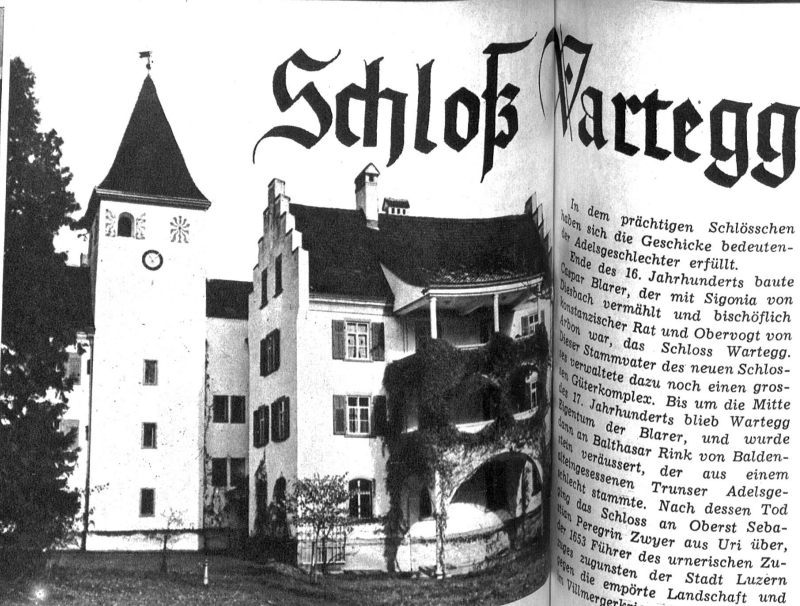 Schloß Wartegg
In dem prächtigen Schlösschen
haben sich die Geschicke bedeuten-
der Adelsgeschlechter erfüllt.
Ende des 16. Jahrhunderts baute
Caspar Blarer, der mit Sigonia von
Diesbach vermählt und bischöflich
konstanzischer Rat und Obervogt von
Arbon war, das Schloss Wartegg.
Dieser Stammvater des neuen Schlos-
ses verwaltete dazu noch einen gros-
sen Güterkomplex. Bis um die Mitte
des 17. Jahrhunderts blieb Wartegg
Eigentum der Blarer, und wurde
dann an Balthasar Rink von Balden-
stein veräussert, der aus einem
alteingesessenen Trunser Adelsge-
schlecht stammte. Nach dessen Tod
ging das Schloss an Oberst Seba-
stian Peregrin Zwyer aus Uri über,
der 1653 Führer des urnerischen Zu-
zuges zugunsten der Stadt Luzern
gegen die empörte Landschaft und
im Villmergerkrieg